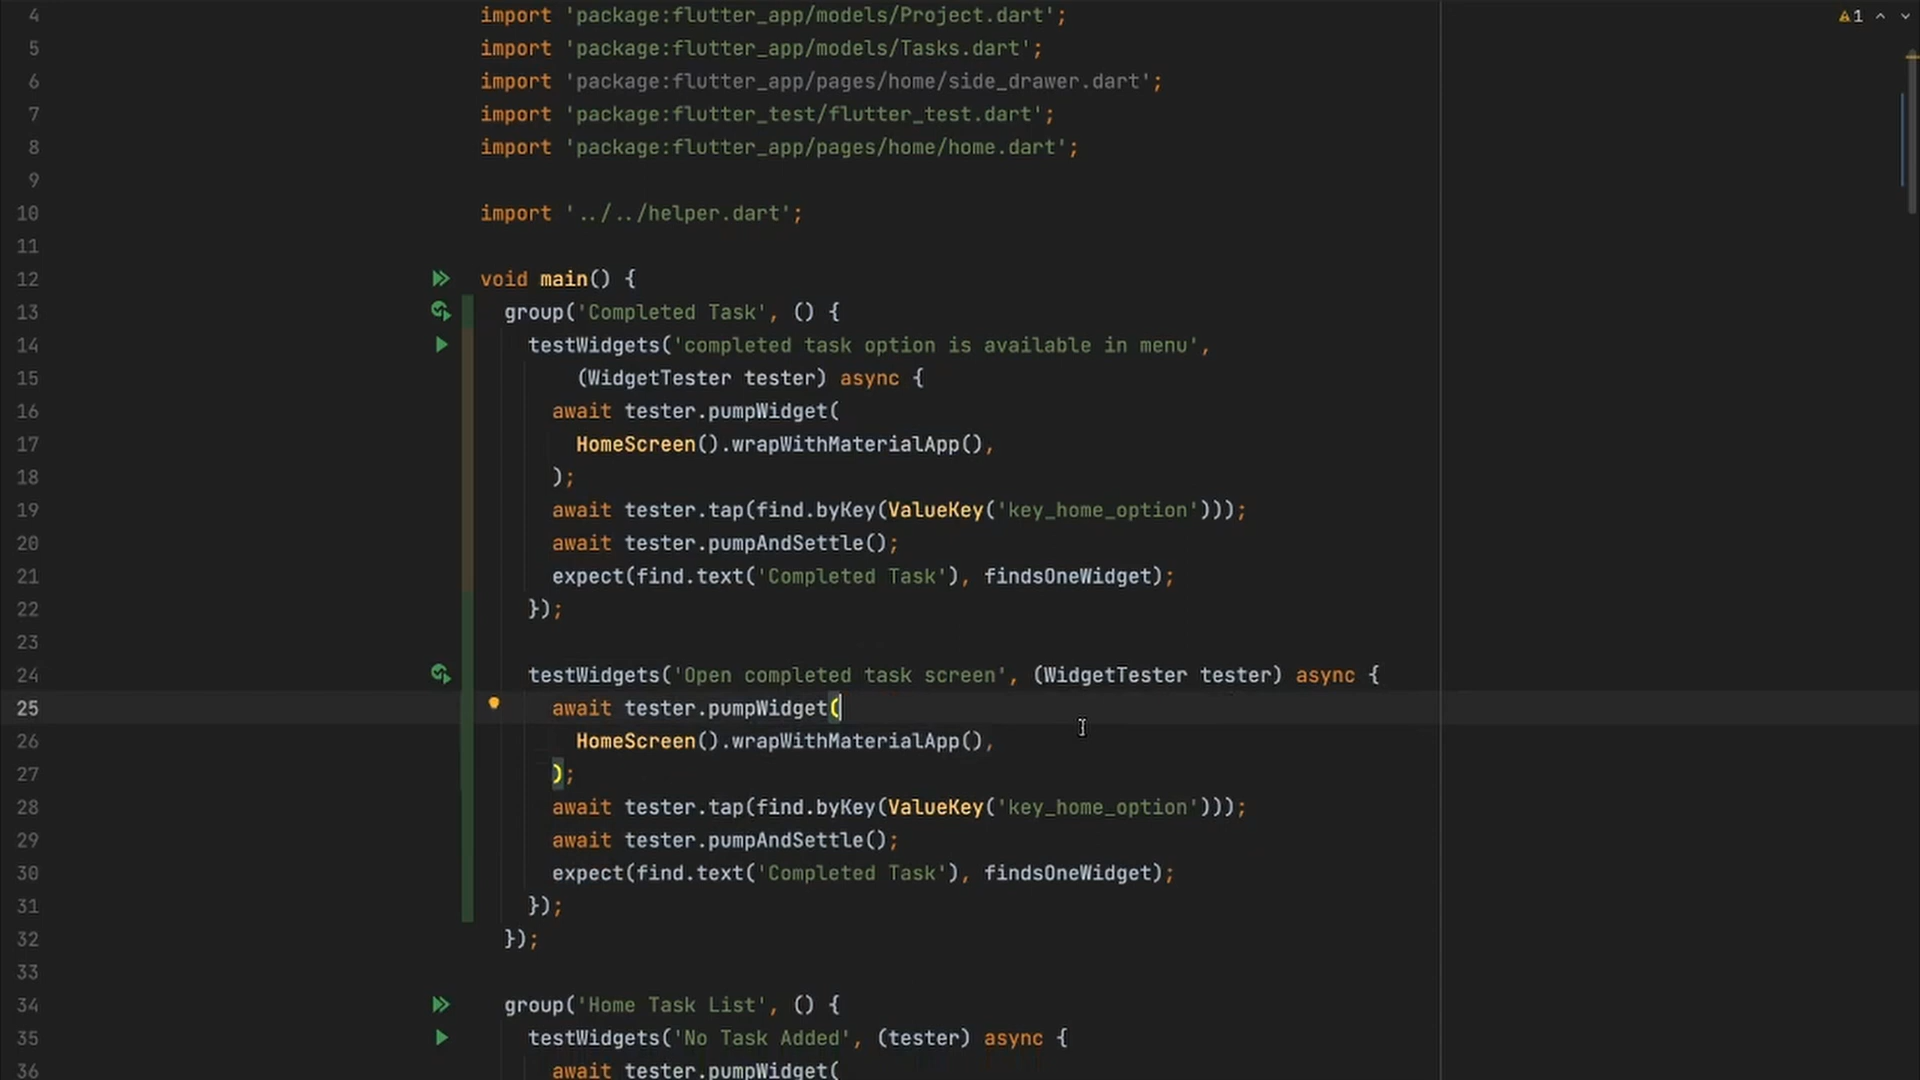 4 import 'package:flutter_app/models/Project.dart';
1
5 import 'package:flutter_app/models/Tasks.dart';
6 import 'package:flutter_app/pages/home/side_drawer.dart';
7 import 'package:flutter_test/flutter_test.dart';
8 import 'package:flutter_app/pages/home/home.dart';
9
10 import '../../helper.dart';
11
12 void main() {
13 group('Completed Task', () {
14 testWidgets('completed task option is available in menu',
15 (WidgetTester tester) async {
16 await tester.pumpWidget(
17 HomeScreen().wrapWithMaterialApp(),
18 );
19 await tester.tap(find.byKey(ValueKey('key_home_option')));
20 await tester.pumpAndSettle();
21 expect(find.text('Completed Task'), findsOneWidget);
22 });
23
24 testWidgets('Open completed task screen', (WidgetTester tester) async {
25 await tester.pumpWidget(
26 HomeScreen().wrapWithMaterialApp(),
27 );
28 await tester.tap(find.byKey(ValueKey('key_home_option')));
29 await tester.pumpAndSettle();
30 expect(find.text('Completed Task'), findsOneWidget);
31 });
32 });
33
34 group('Home Task List', () {
35 testWidgets('No Task Added', (tester) async {
36 await tester.pumpWidget(